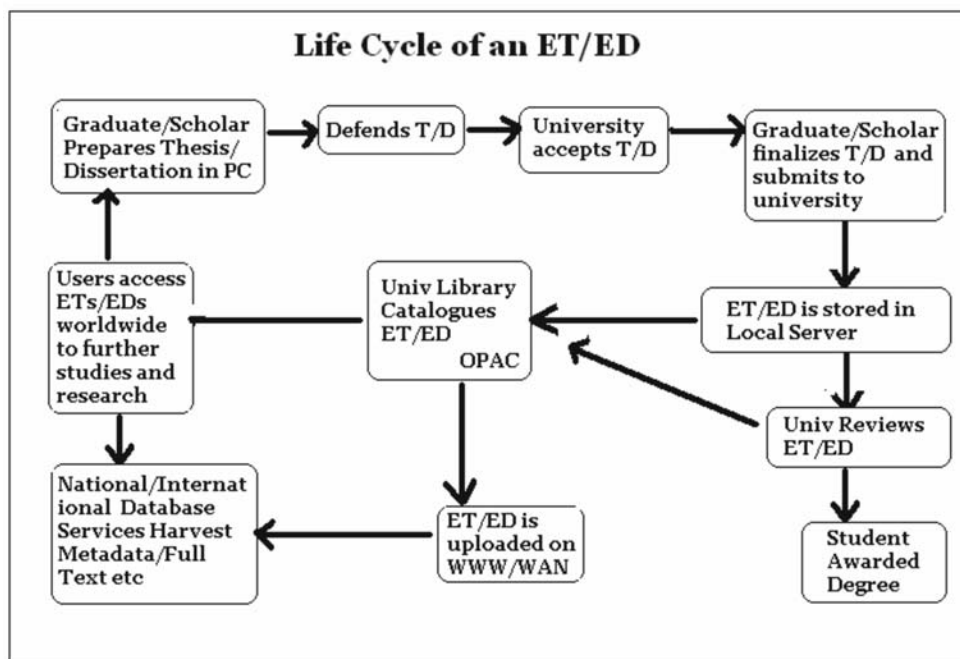 Life Cycle of an ET/ED
Graduate/Scholar
Prepares Thesis/
Dissertation in PC
Defends T/D
University
accepts T/D
Graduate/Scholar
finalizes T/D and
submits to
university
Users access
ETs/EDs
worldwide
to further
studies and
research
Univ Library
Catalogues
ET/ED
OPAC
ET/ED is stored in
Local Server
Univ Reviews
ET/ED
National/Internat
ional Database
Services Harvest
Metadata/Full
Text etc
ET/ED is
uploaded on
WWW/WAN
Student
Awarded
Degree